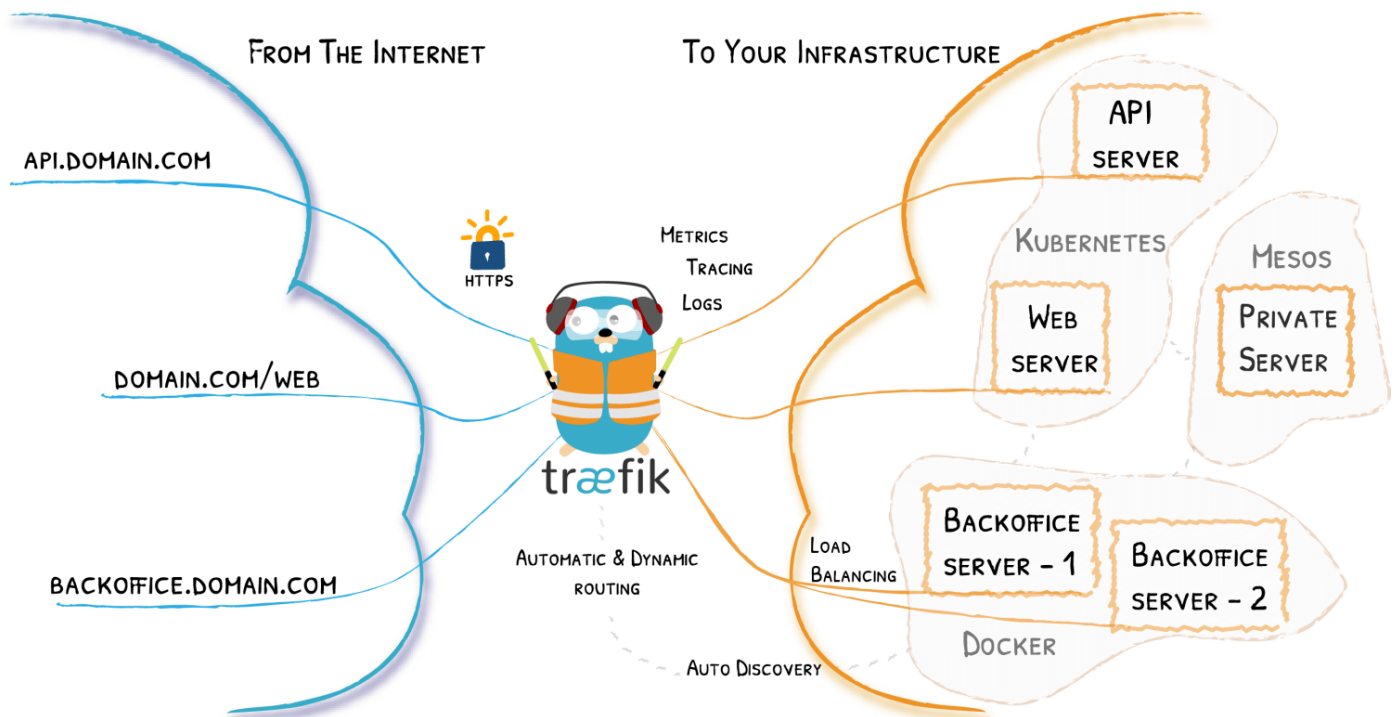 From The Internet
To Your Infrastructure
api.domain.com
API
server
HTTPS
Metrics
Tracing
Logs
Kubernetes
Mesos
Web
server
Private
Server
domain.com/web
træfik
Backoffice
server - 1
Backoffice
server - 2
Load
Balancing
Automatic & Dynamic
routing
backoffice.domain.com
Docker
Auto Discovery